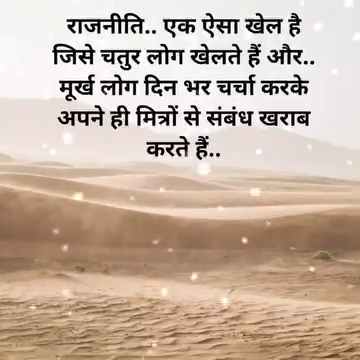 राजनीति.. एक ऐसा खेल है
जिसे चतुर लोग खेलते हैं और..
मूर्ख लोग दिन भर चर्चा करके
अपने ही मित्रों से संबंध खराब
करते हैं..